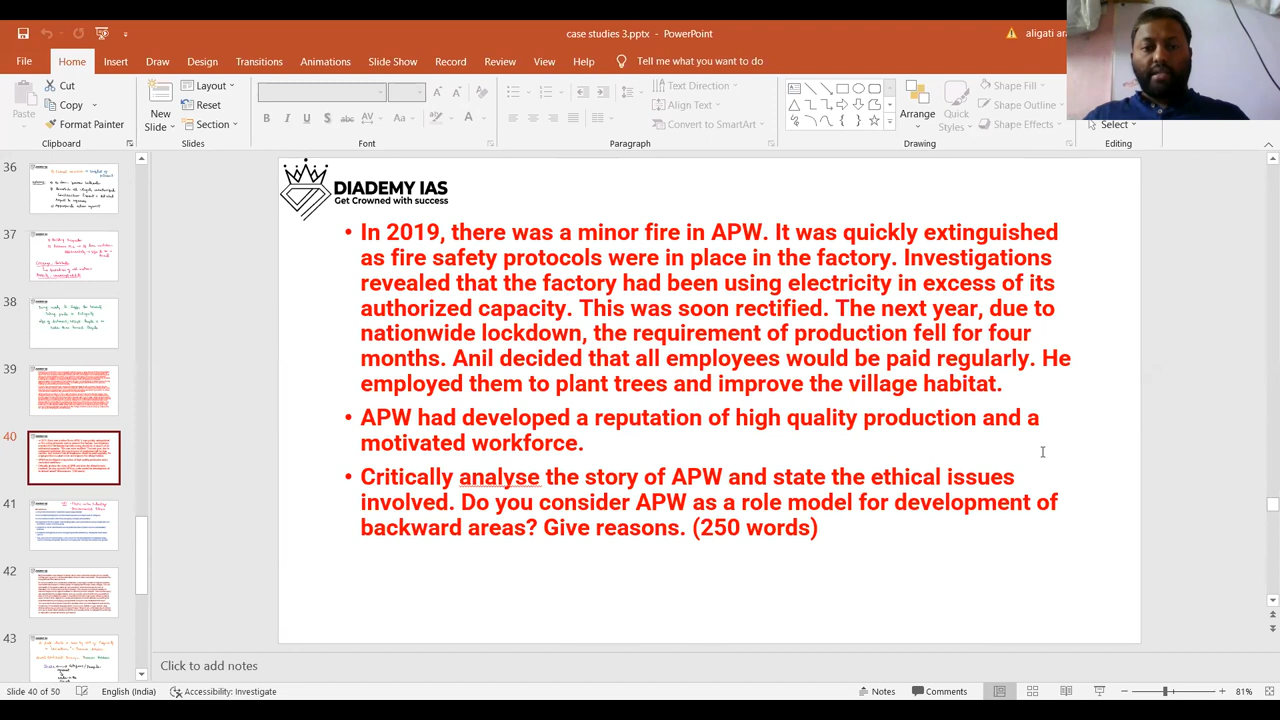 case studies 3.pptx - PowerPoint
aligati ar
File Home Insert Draw Design Transitions Animations Slide Show Record Review View Help Tell me what you want to do
Paste
Cut
Copy
Format Painter
Clipboard
New Slide
Layout
Reset
Section
Slides
Font
Text Direction
Align Text
Convert to SmartArt
Paragraph
Arrange
Quick Styles
Shape Fill
Shape Outline
Shape Effects
Drawing
Select
Editing
36
37
38
39
40
41
42
43
DIADEMY IAS
Get Crowned with success
• In 2019, there was a minor fire in APW. It was quickly extinguished
as fire safety protocols were in place in the factory. Investigations
revealed that the factory had been using electricity in excess of its
authorized capacity. This was soon rectified. The next year, due to
nationwide lockdown, the requirement of production fell for four
months. Anil decided that all employees would be paid regularly. He
employed them to plant trees and improve the village habitat.
• APW had developed a reputation of high quality production and a
motivated workforce.
• Critically analyse the story of APW and state the ethical issues
involved. Do you consider APW as a role model for development of
backward areas? Give reasons. (250 words)
Click to add notes
Slide 40 of 50 English (India) Accessibility: Investigate Notes Comments 81%